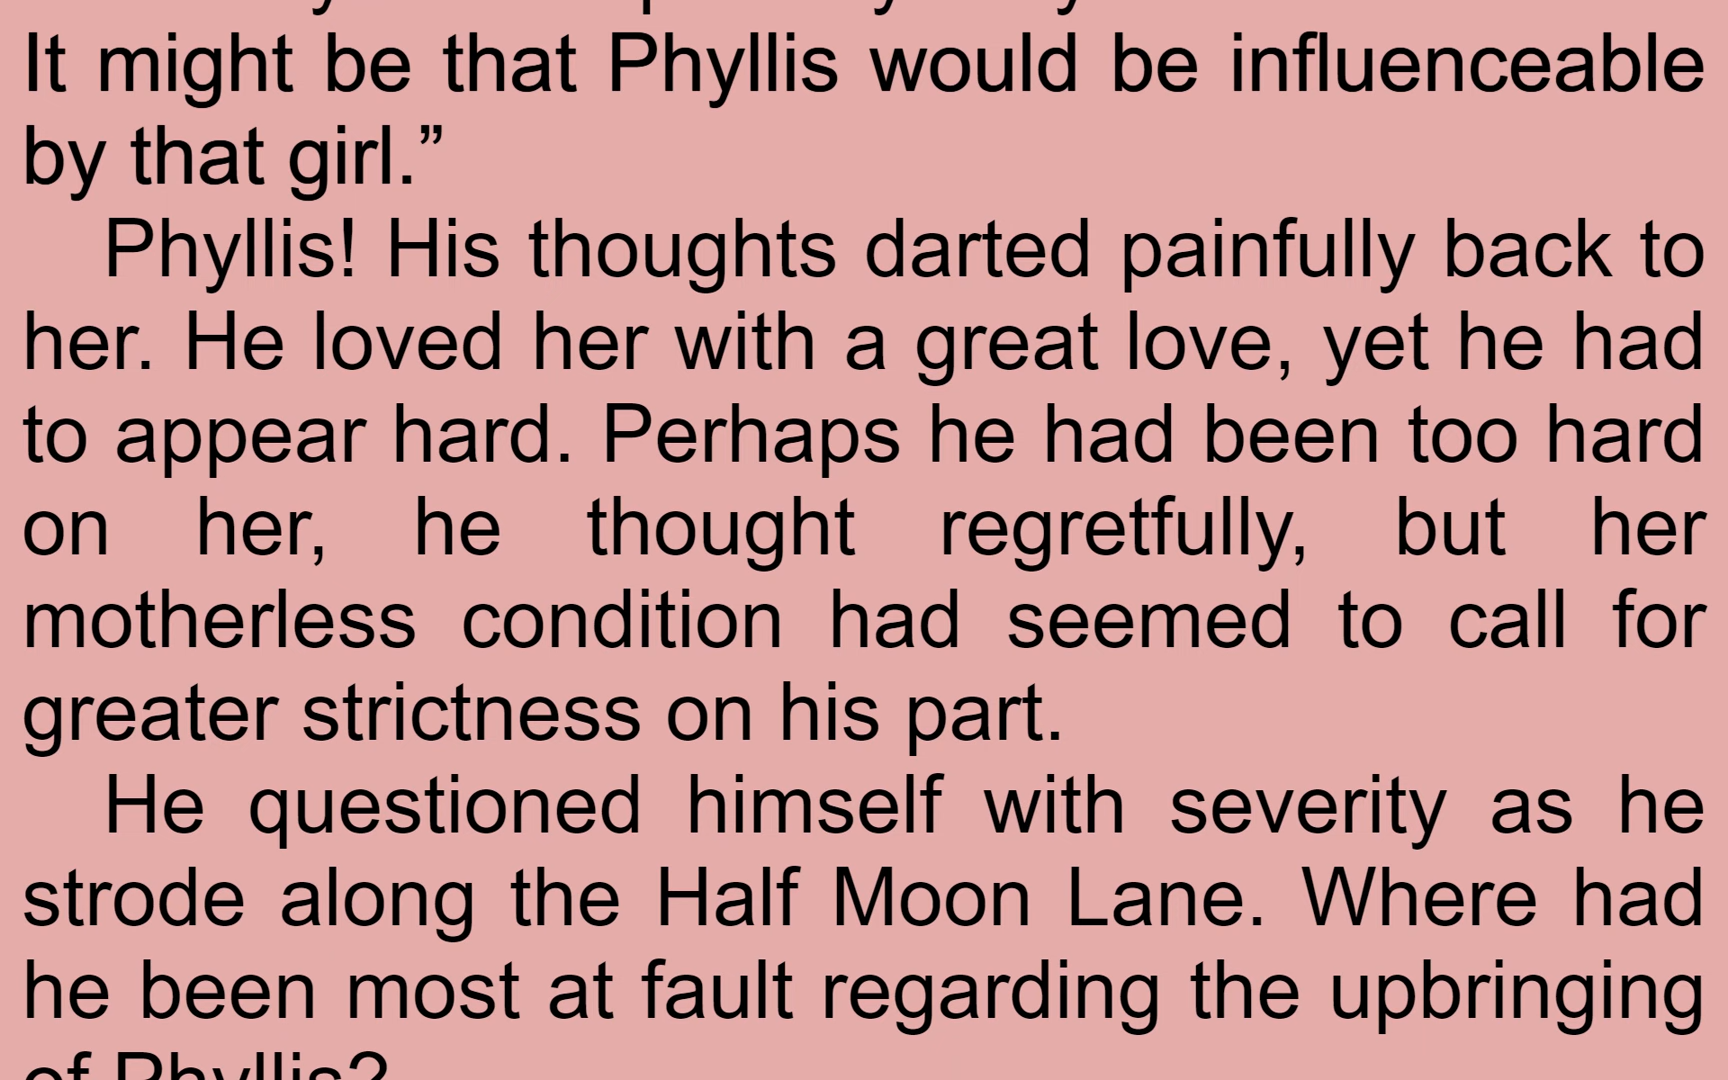 It might be that Phyllis would be influenceable
by that girl.”
Phyllis! His thoughts darted painfully back to
her. He loved her with a great love, yet he had
to appear hard. Perhaps he had been too hard
on her, he thought regretfully, but her
motherless condition had seemed to call for
greater strictness on his part.
He questioned himself with severity as he
strode along the Half Moon Lane. Where had
he been most at fault regarding the upbringing
of Phyllis?